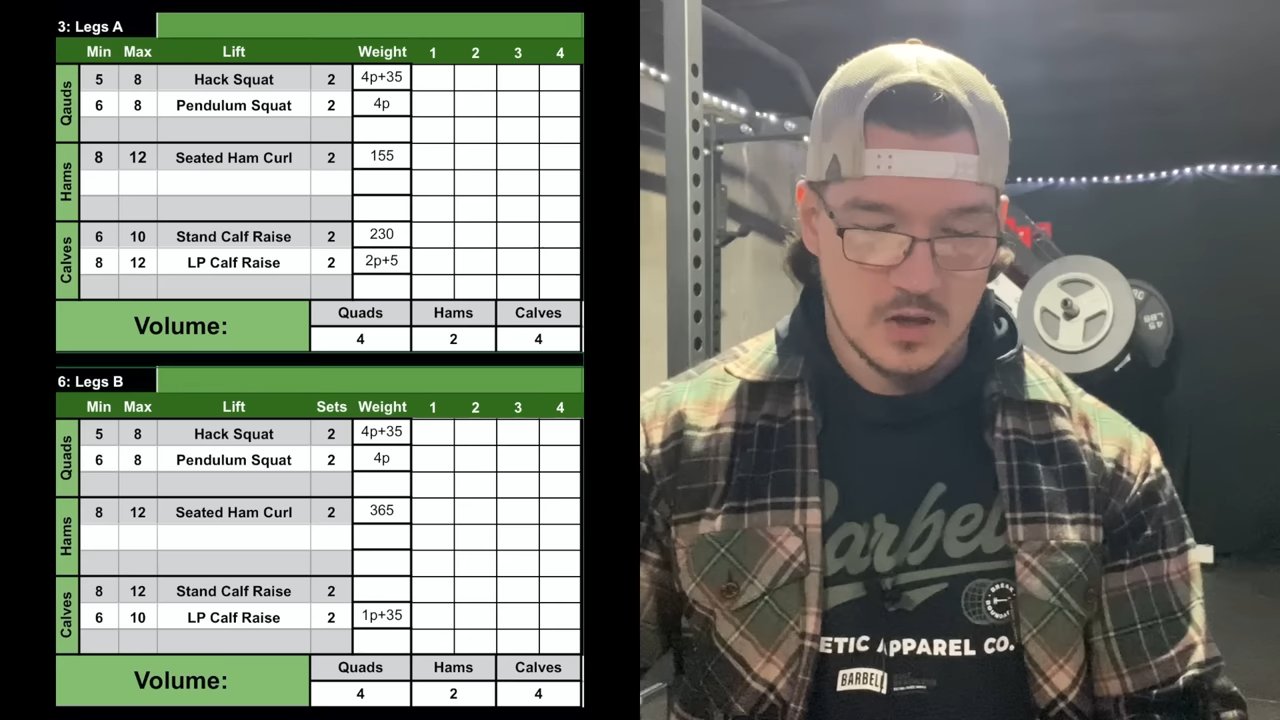 3: Legs A
Min Max Lift Weight 1 2 3 4
Qauds
5 8 Hack Squat 2 4p+35
6 8 Pendulum Squat 2 4p
Hams
8 12 Seated Ham Curl 2 155
Calves
6 10 Stand Calf Raise 2 230
8 12 LP Calf Raise 2 2p+5
Volume:
Quads Hams Calves
4 2 4
6: Legs B
Min Max Lift Sets Weight 1 2 3 4
Quads
5 8 Hack Squat 2 4p+35
6 8 Pendulum Squat 2 4p
Hams
8 12 Seated Ham Curl 2 365
Calves
8 12 Stand Calf Raise 2
6 10 LP Calf Raise 2 1p+35
Volume:
Quads Hams Calves
4 2 4
45
LBS
Barbell
ETIC APPAREL CO.
BARBELL